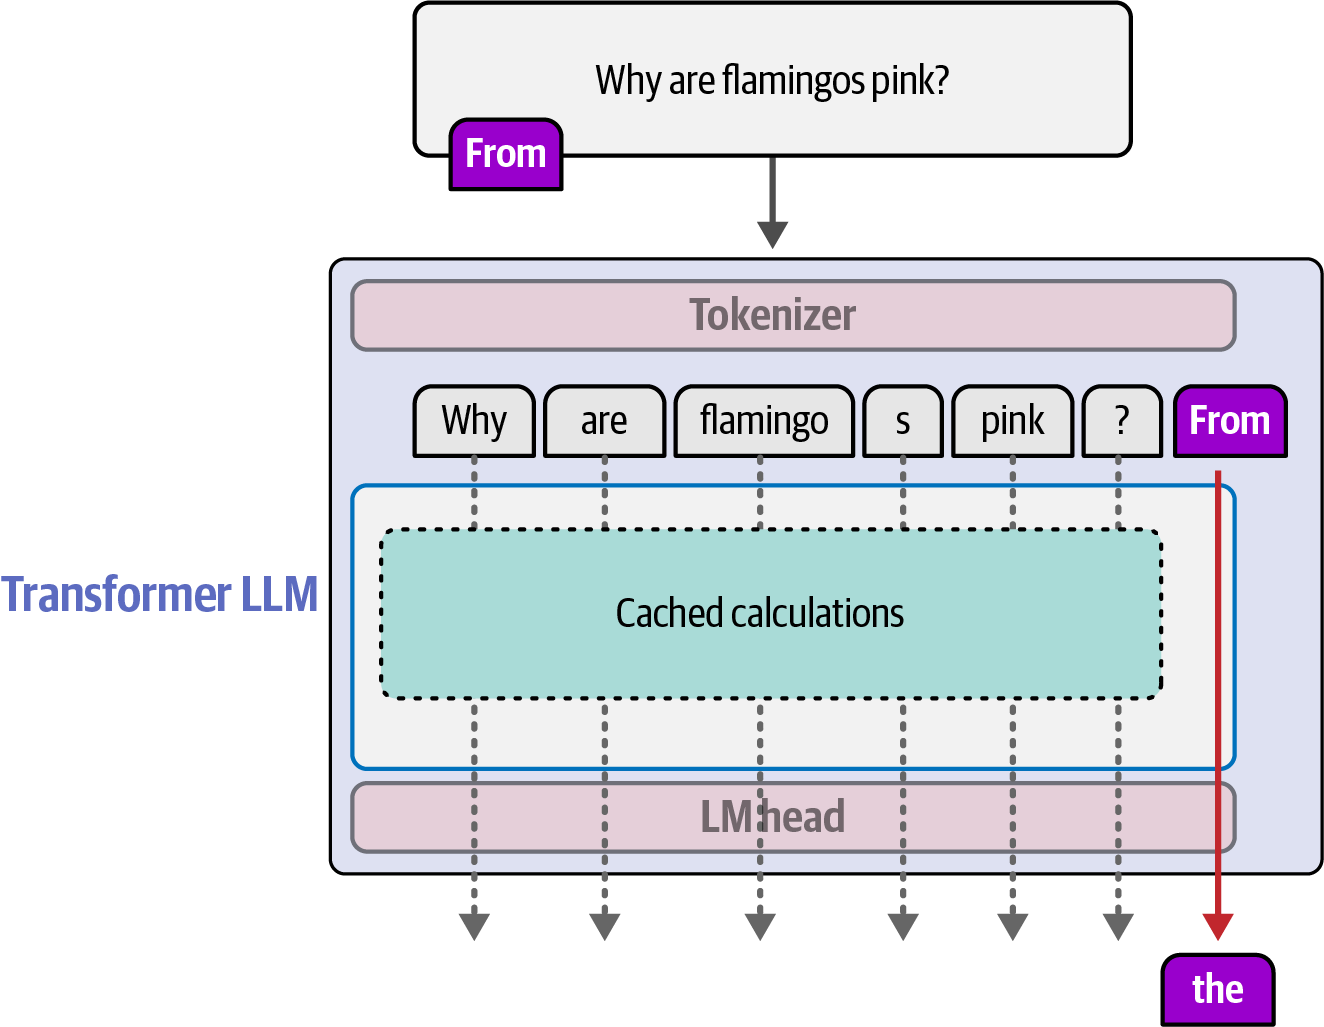 Why are flamingos pink?
From
Tokenizer
Why are flamingo s pink ? From
Cached calculations
Transformer LLM
LM head
the